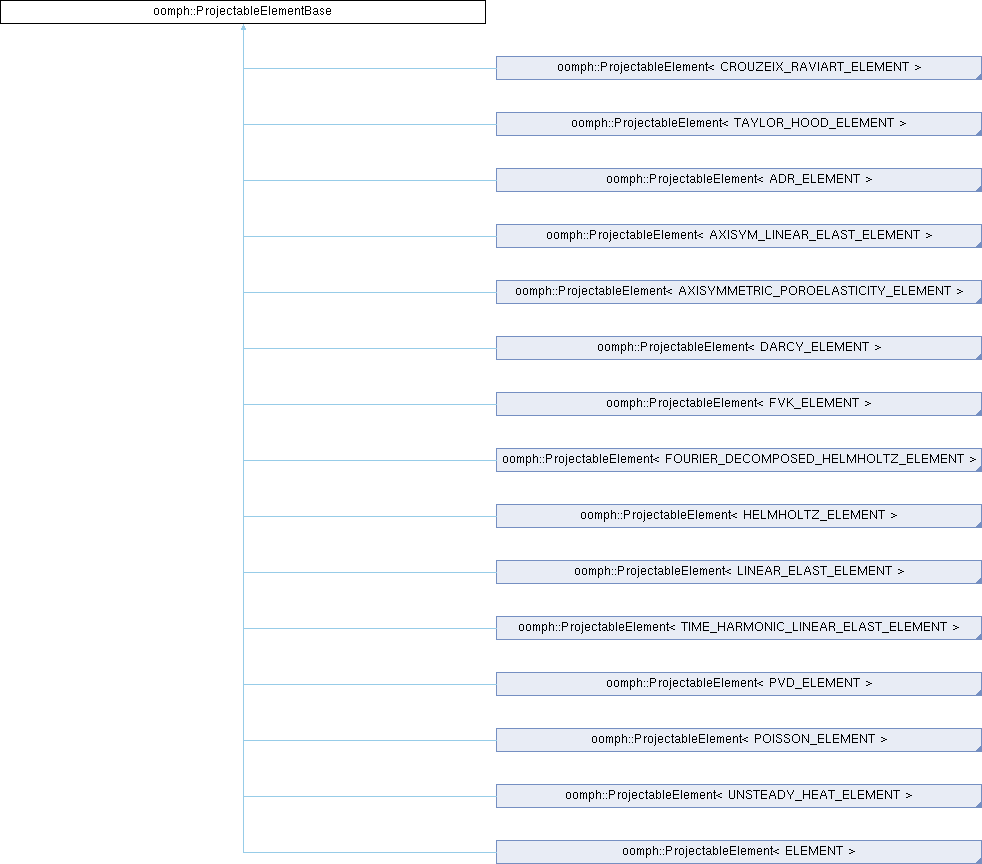 oomph::ProjectableElementBase
oomph::ProjectableElement< CROUZEIX_RAVIART_ELEMENT >
oomph::ProjectableElement< TAYLOR_HOOD_ELEMENT >
oomph::ProjectableElement< ADR_ELEMENT >
oomph::ProjectableElement< AXISYM_LINEAR_ELAST_ELEMENT >
oomph::ProjectableElement< AXISYMMETRIC_POROELASTICITY_ELEMENT >
oomph::ProjectableElement< DARCY_ELEMENT >
oomph::ProjectableElement< FVK_ELEMENT >
oomph::ProjectableElement< FOURIER_DECOMPOSED_HELMHOLTZ_ELEMENT >
oomph::ProjectableElement< HELMHOLTZ_ELEMENT >
oomph::ProjectableElement< LINEAR_ELAST_ELEMENT >
oomph::ProjectableElement< TIME_HARMONIC_LINEAR_ELAST_ELEMENT >
oomph::ProjectableElement< PVD_ELEMENT >
oomph::ProjectableElement< POISSON_ELEMENT >
oomph::ProjectableElement< UNSTEADY_HEAT_ELEMENT >
oomph::ProjectableElement< ELEMENT >